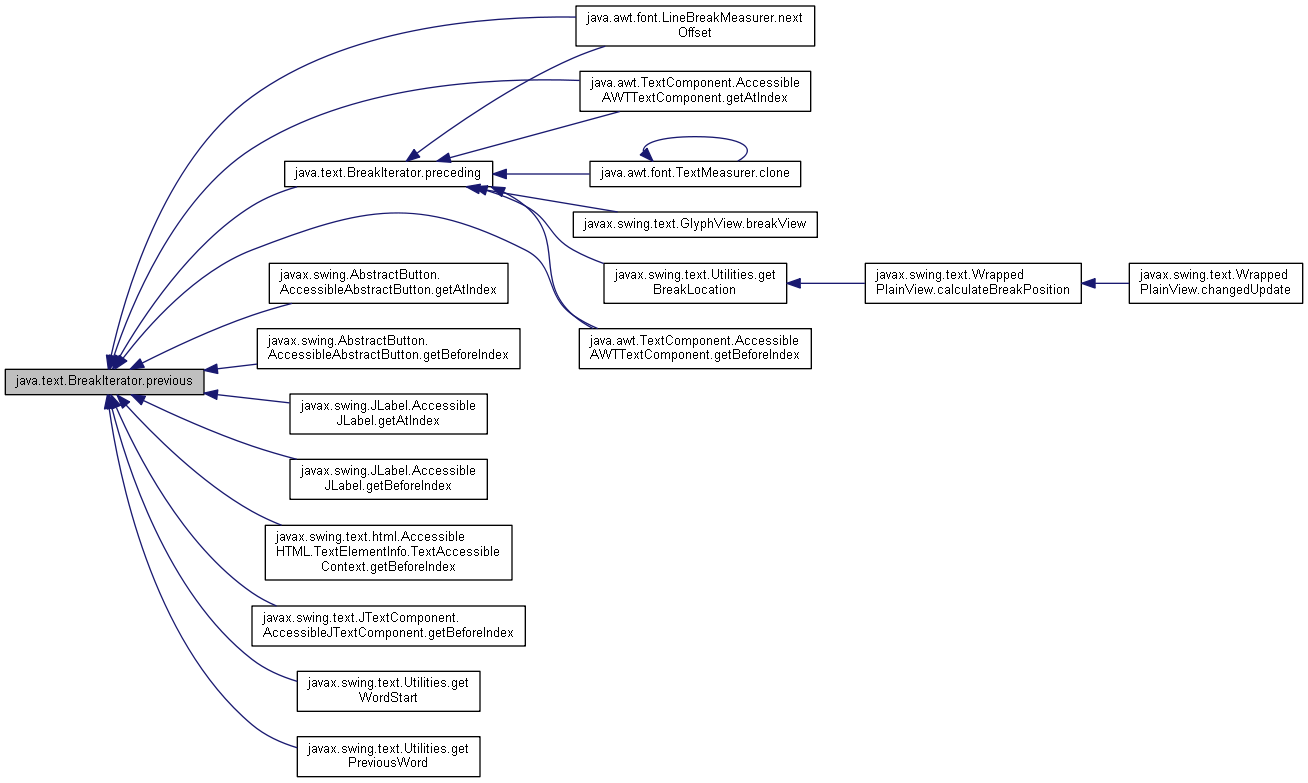 java.awt.font.LineBreakMeasurer.next
Offset
java.awt.TextComponent.Accessible
AWTTextComponent.getAtIndex
java.text.BreakIterator.preceding
java.awt.font.TextMeasurer.clone
javax.swing.text.GlyphView.breakView
javax.swing.AbstractButton.
AccessibleAbstractButton.getAtIndex
javax.swing.text.Utilities.get
BreakLocation
javax.swing.text.Wrapped
PlainView.calculateBreakPosition
javax.swing.text.Wrapped
PlainView.changedUpdate
javax.swing.AbstractButton.
AccessibleAbstractButton.getBeforeIndex
java.awt.TextComponent.Accessible
AWTTextComponent.getBeforeIndex
java.text.BreakIterator.previous
javax.swing.JLabel.Accessible
JLabel.getAtIndex
javax.swing.JLabel.Accessible
JLabel.getBeforeIndex
javax.swing.text.html.Accessible
HTML.TextElementInfo.TextAccessible
Context.getBeforeIndex
javax.swing.text.JTextComponent.
AccessibleJTextComponent.getBeforeIndex
javax.swing.text.Utilities.get
WordStart
javax.swing.text.Utilities.get
PreviousWord